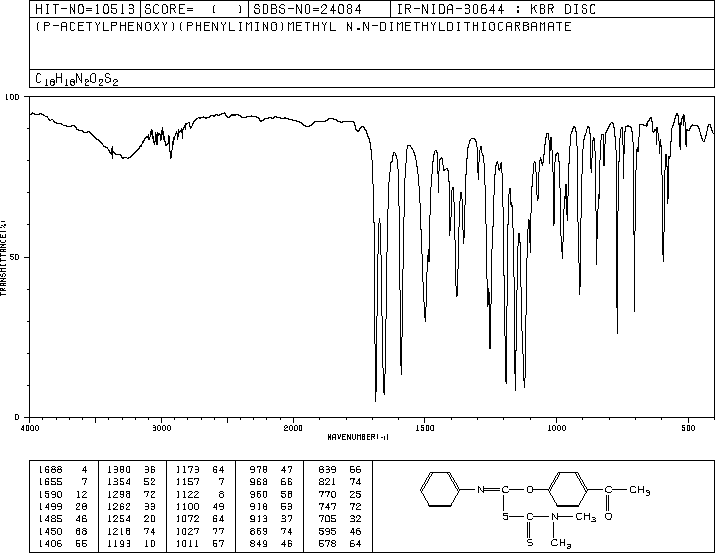 HIT-NO=10513 SCORE= ( ) SDBS-NO=24084 IR-NIDA-30644 : KBR DISC
(P-ACETYLPHENOXY)(PHENYLIMINO)METHYL N,N-DIMETHYLDITHIOCARBAMATE
C18H18N2O2S2
100
50
0
TRANSMITTANCE(%)
4000 3000 2000 1500 1000 500
WAVENUMBER(-1)
1688 4 1380 36 1173 64 978 47 839 56
1655 7 1354 52 1157 7 968 66 821 74
1590 12 1298 72 1122 8 960 58 770 25
1499 28 1262 33 1100 49 918 59 747 72
1485 46 1254 20 1072 64 913 37 705 32
1450 68 1218 74 1027 77 869 74 595 46
1406 55 1193 10 1011 57 849 46 578 64
N C O C CH3
O
S C N CH3
S CH3